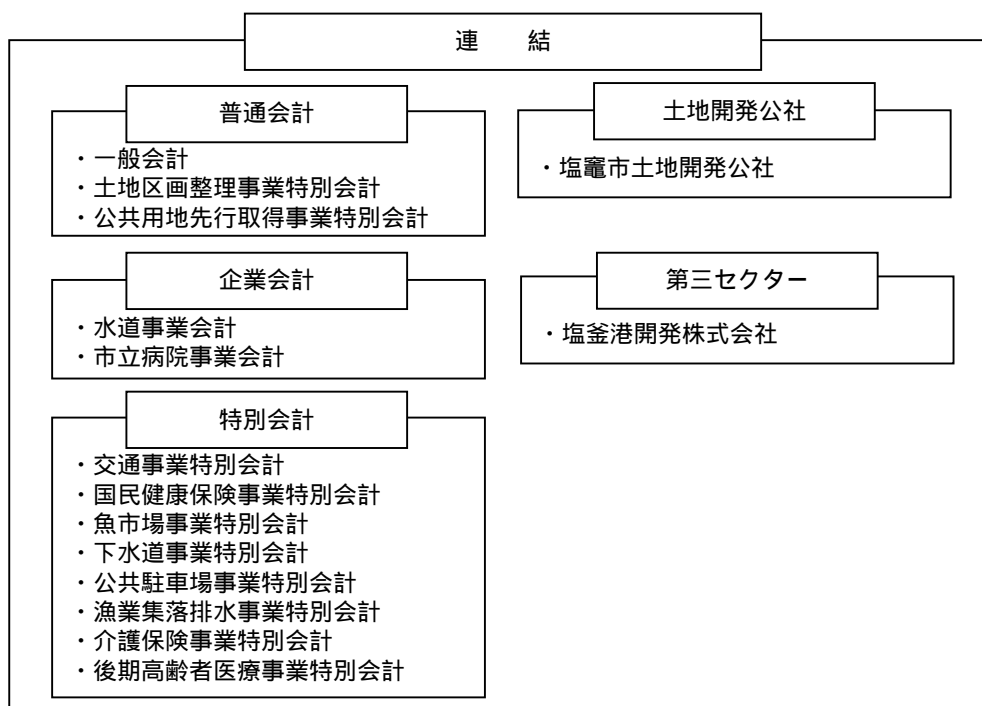 連　　結
普通会計
・一般会計
・土地区画整理事業特別会計
・公共用地先行取得事業特別会計
企業会計
・水道事業会計
・市立病院事業会計
特別会計
・交通事業特別会計
・国民健康保険事業特別会計
・魚市場事業特別会計
・下水道事業特別会計
・公共駐車場事業特別会計
・漁業集落排水事業特別会計
・介護保険事業特別会計
・後期高齢者医療事業特別会計
土地開発公社
・塩竈市土地開発公社
第三セクター
・塩釜港開発株式会社